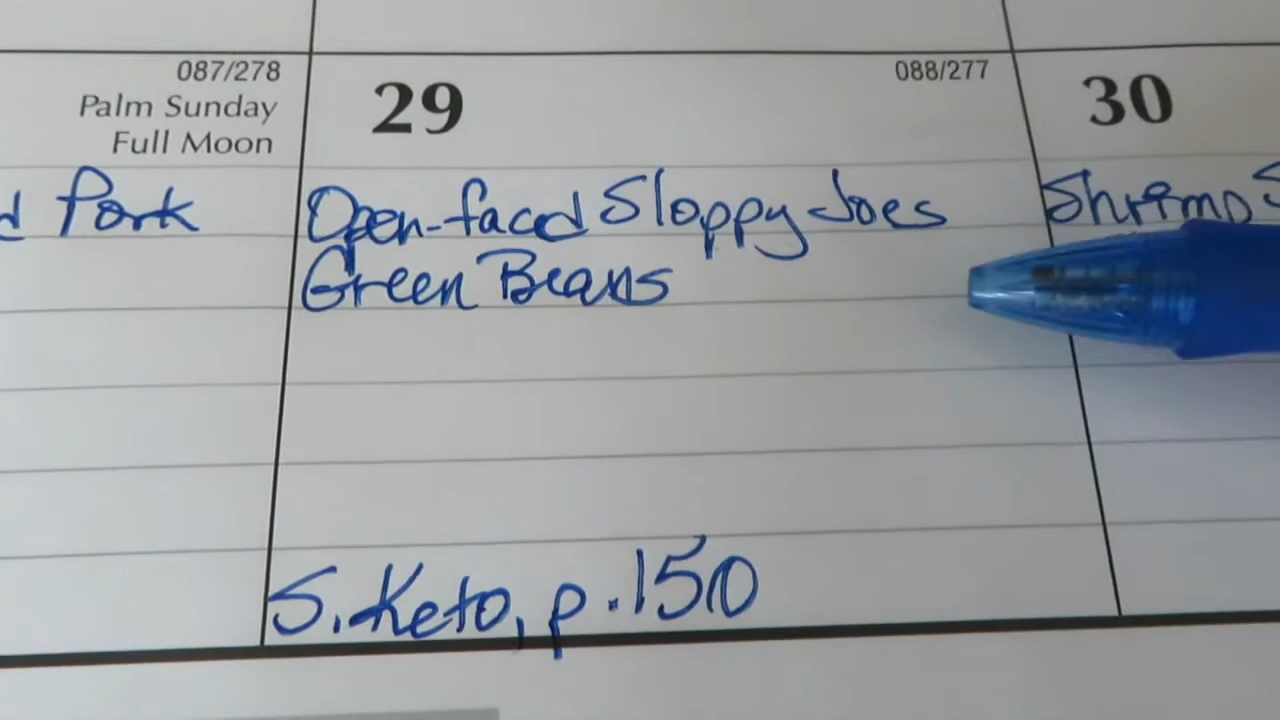 087/278
Palm Sunday
Full Moon
Pork
29
088/277
Open-faced Sloppy Joes
Green Beans
S. Keto, p. 150
30
Shrimp